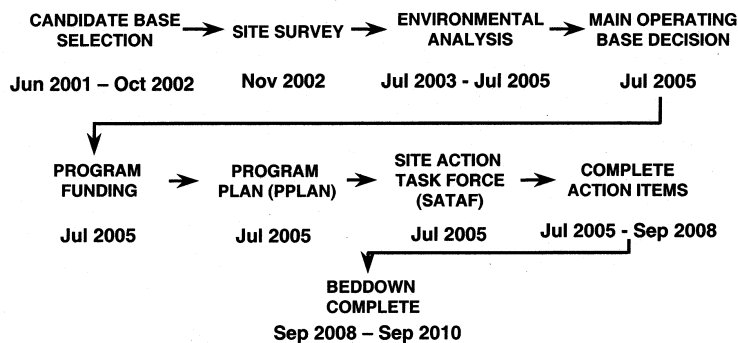 CANDIDATE BASE
SELECTION
Jun 2001 – Oct 2002
SITE SURVEY
Nov 2002
ENVIRONMENTAL
ANALYSIS
Jul 2003 - Jul 2005
MAIN OPERATING
BASE DECISION
Jul 2005
PROGRAM
FUNDING
Jul 2005
PROGRAM
PLAN (PPLAN)
Jul 2005
SITE ACTION
TASK FORCE
(SATAF)
Jul 2005
COMPLETE
ACTION ITEMS
Jul 2005 - Sep 2008
BEDDOWN
COMPLETE
Sep 2008 – Sep 2010